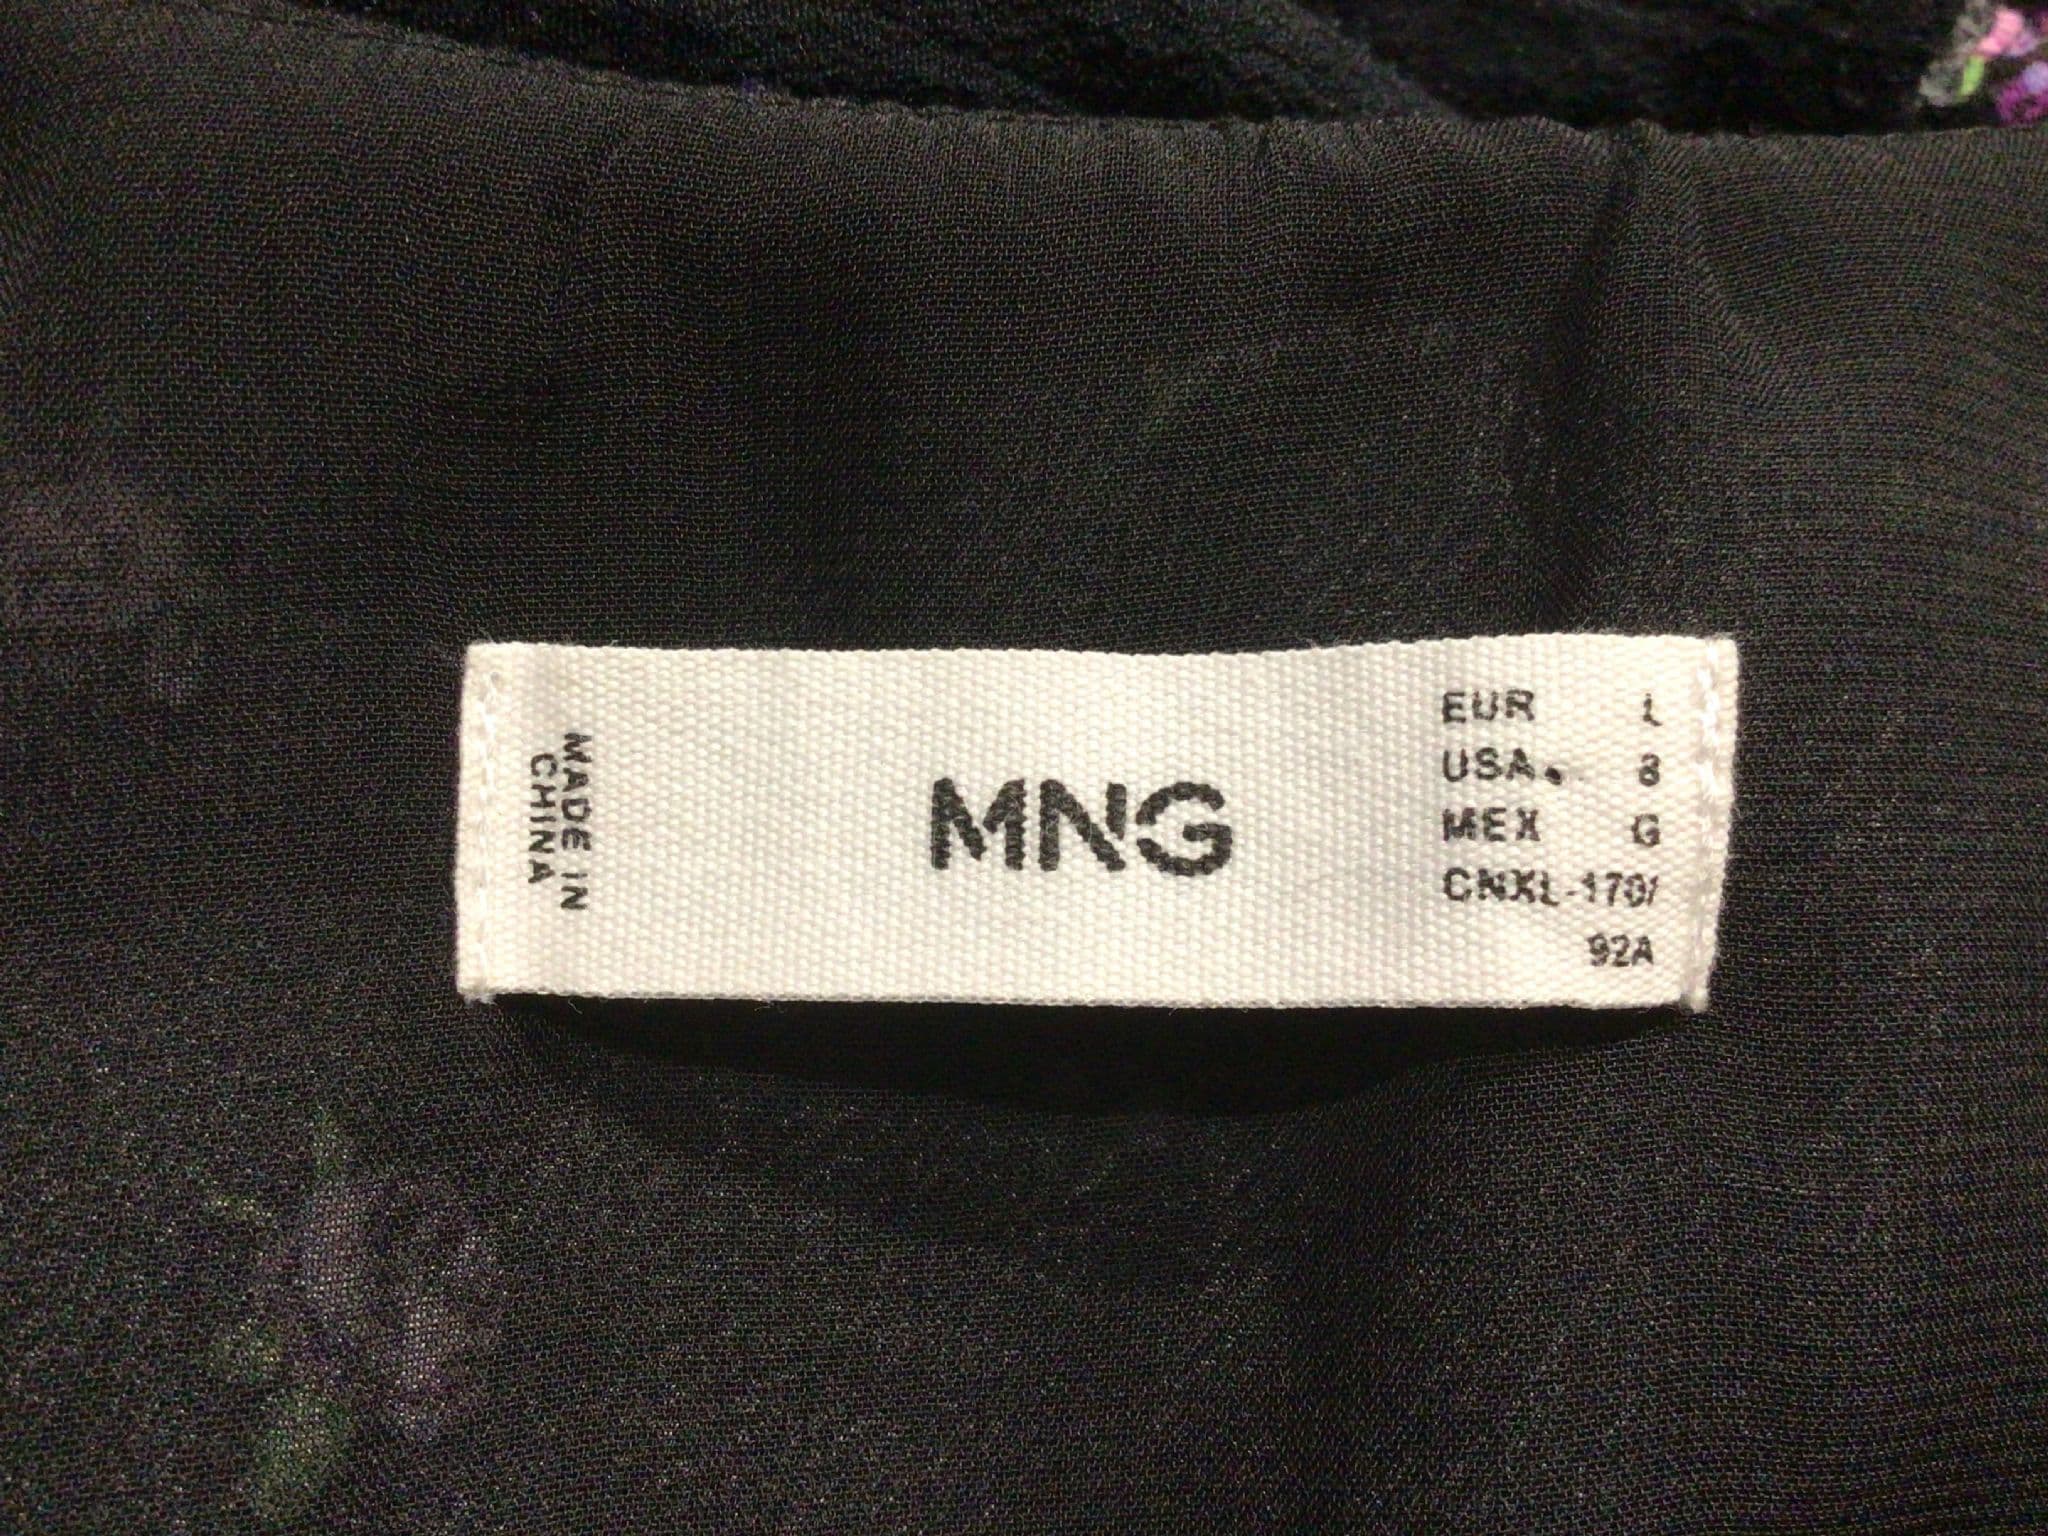 MADE IN
CHINA
MNG
EUR L
USA 8
MEX G
CNXL-170/
92A